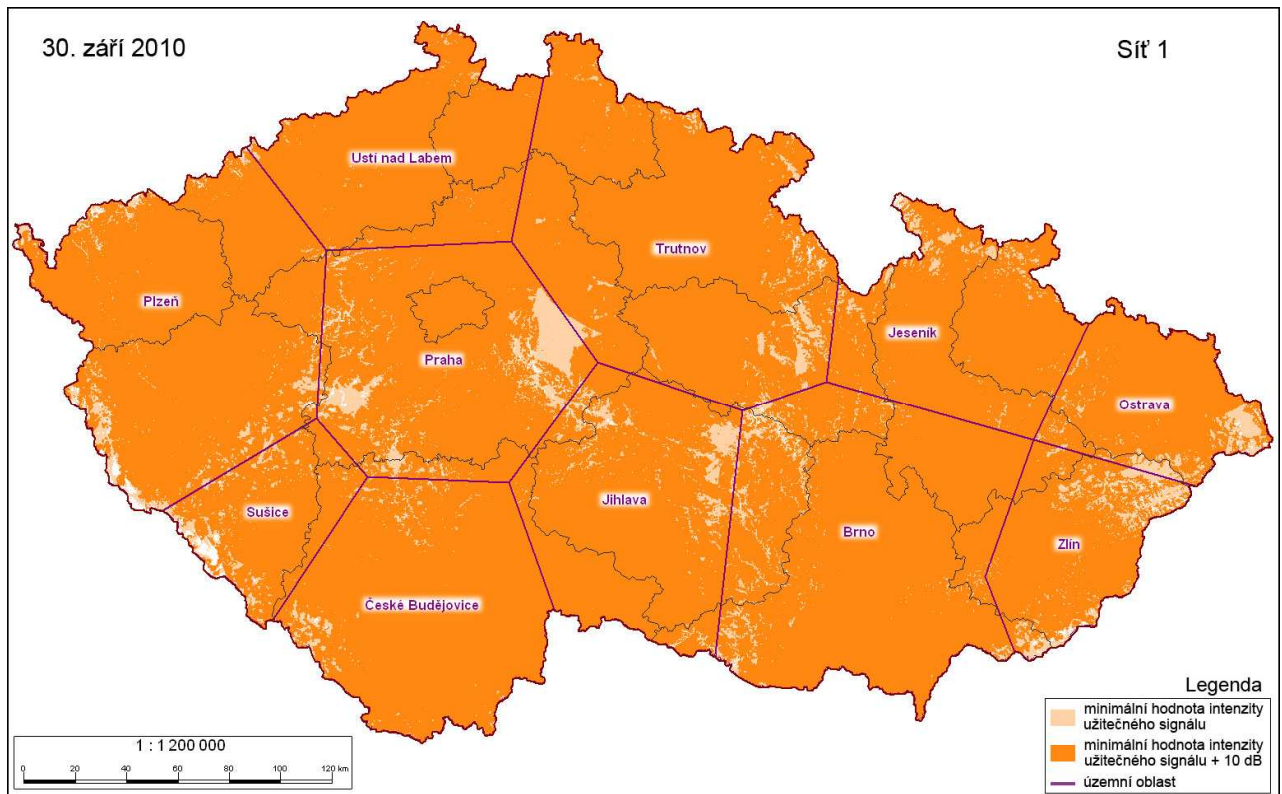 30. září 2010
Síť 1
Ustí nad Labem
Trutnov
Plzeň
Jeseník
Praha
Ostrava
Sušice
Jihlava
Brno
Zlín
České Budějovice
Legenda
minimální hodnota intenzity
užitečného signálu
minimální hodnota intenzity
užitečného signálu + 10 dB
územní oblast
1 : 1 200 000
0 20 40 60 80 100 120 km